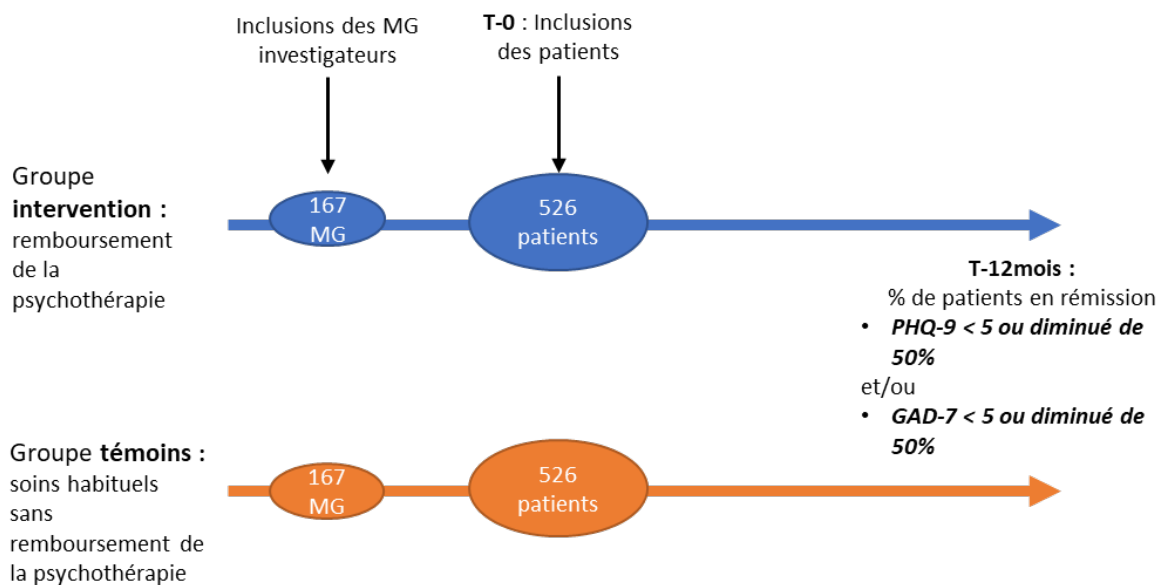 Inclusions des MG
investigateurs
T-0 : Inclusions
des patients
Groupe
intervention :
remboursement
de la
psychothérapie
167
MG
526
patients
T-12mois :
% de patients en rémission
• PHQ-9 < 5 ou diminué de
50%
et/ou
• GAD-7 < 5 ou diminué de
50%
Groupe témoins :
soins habituels
sans
remboursement de
la psychothérapie
167
MG
526
patients